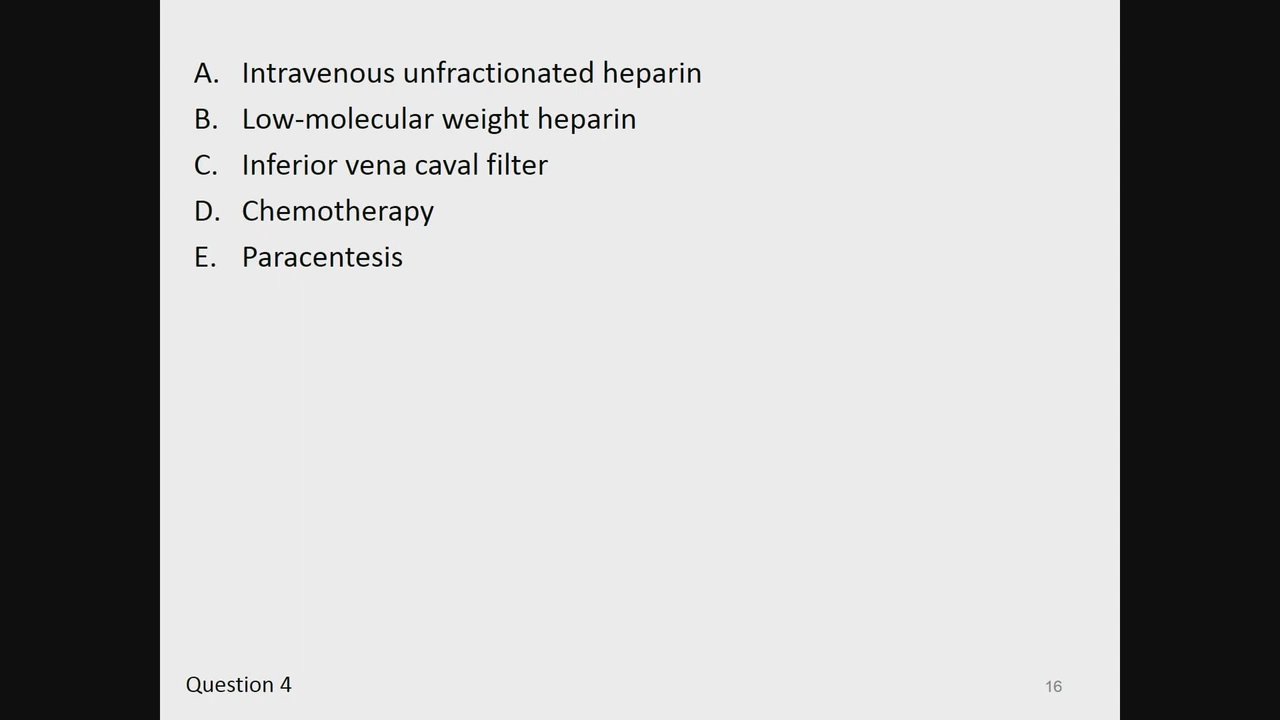 A. Intravenous unfractionated heparin
B. Low-molecular weight heparin
C. Inferior vena caval filter
D. Chemotherapy
E. Paracentesis
Question 4
16